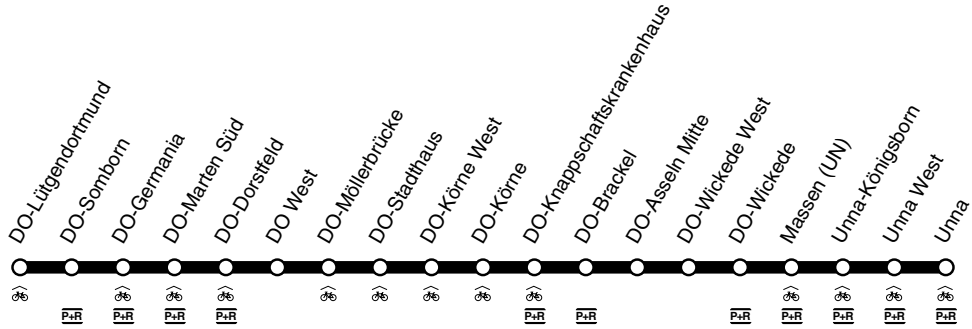 DO-Lütgendortmund
DO-Somborn
DO-Germania
DO-Marten Süd
DO-Dorstfeld
DO West
DO-Möllerbrücke
DO-Stadthaus
DO-Körne West
DO-Körne
DO-Knappschaftskrankenhaus
DO-Brackel
DO-Asseln Mitte
DO-Wickede West
DO-Wickede
Massen (UN)
Unna-Königsborn
Unna West
Unna
P+R P+R P+R P+R P+R P+R P+R P+R P+R P+R P+R